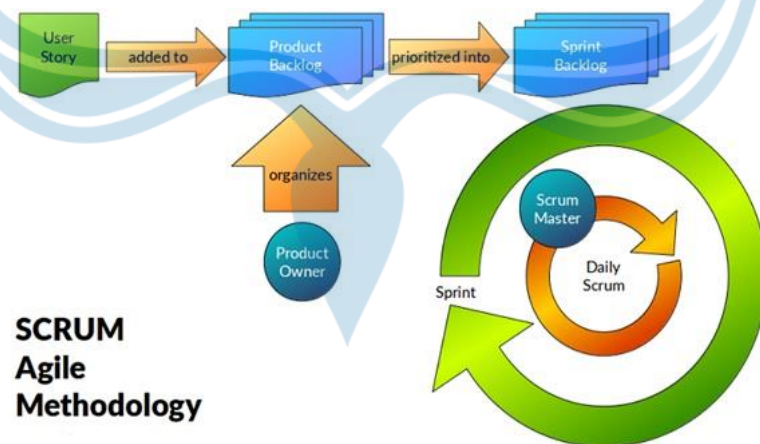 User
Story
added to
Product
Backlog
prioritized into
Sprint
Backlog
organizes
Product
Owner
Scrum
Master
Daily
Scrum
Sprint
SCRUM
Agile
Methodology